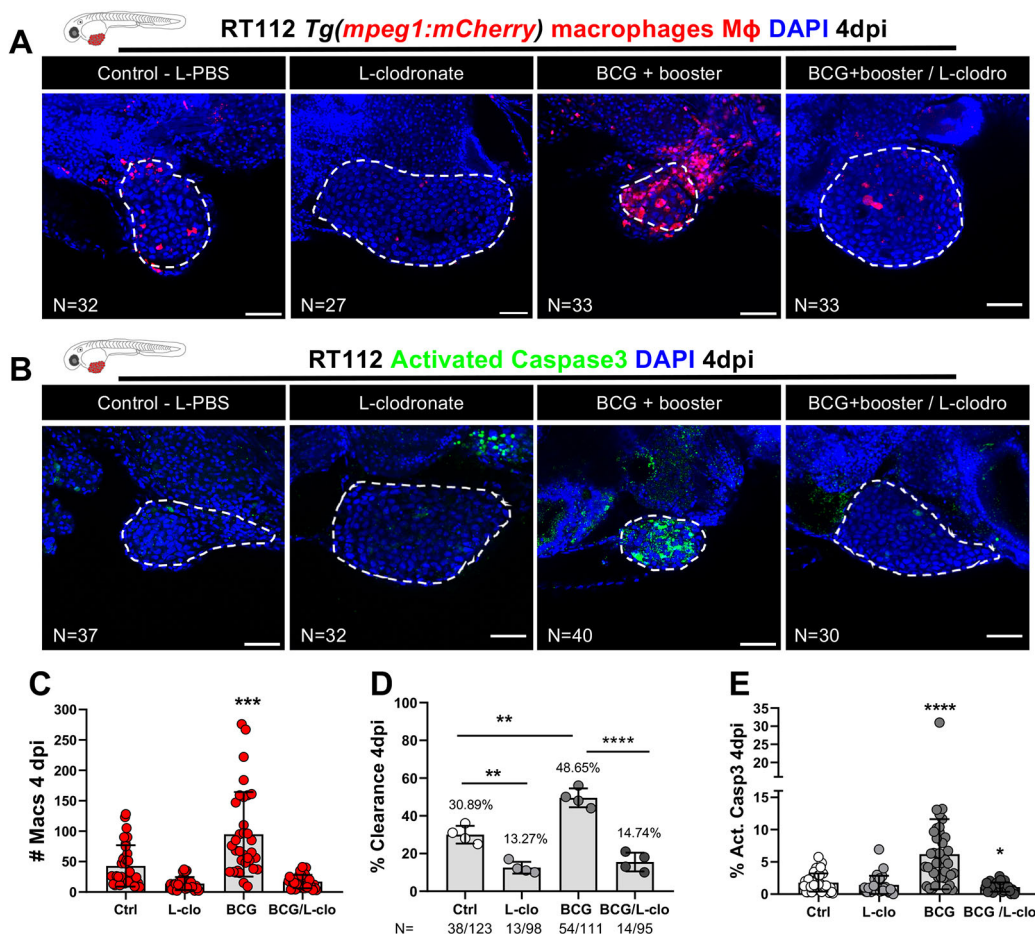 A
RT112 Tg(mpeg1:mCherry) macrophages Mϕ DAPI 4dpi
Control - L-PBS
L-clodronate
BCG + booster
BCG+booster / L-clodro
N=32
N=27
N=33
N=33
B
RT112 Activated Caspase3 DAPI 4dpi
Control - L-PBS
L-clodronate
BCG + booster
BCG+booster / L-clodro
N=37
N=32
N=40
N=30
C
# Macs 4 dpi
300
250
200
150
100
50
0
***
Ctrl
L-clo
BCG
BCG/L-clo
D
% Clearance 4dpi
100
80
60
40
20
0
**
**
****
30.89%
13.27%
48.65%
14.74%
Ctrl
L-clo
BCG
BCG/L-clo
N= 38/123 13/98 54/111 14/95
E
% Act. Casp3 4dpi
35
30
25
20
15
10
5
0
****
*
Ctrl
L-clo
BCG
BCG /L-clo